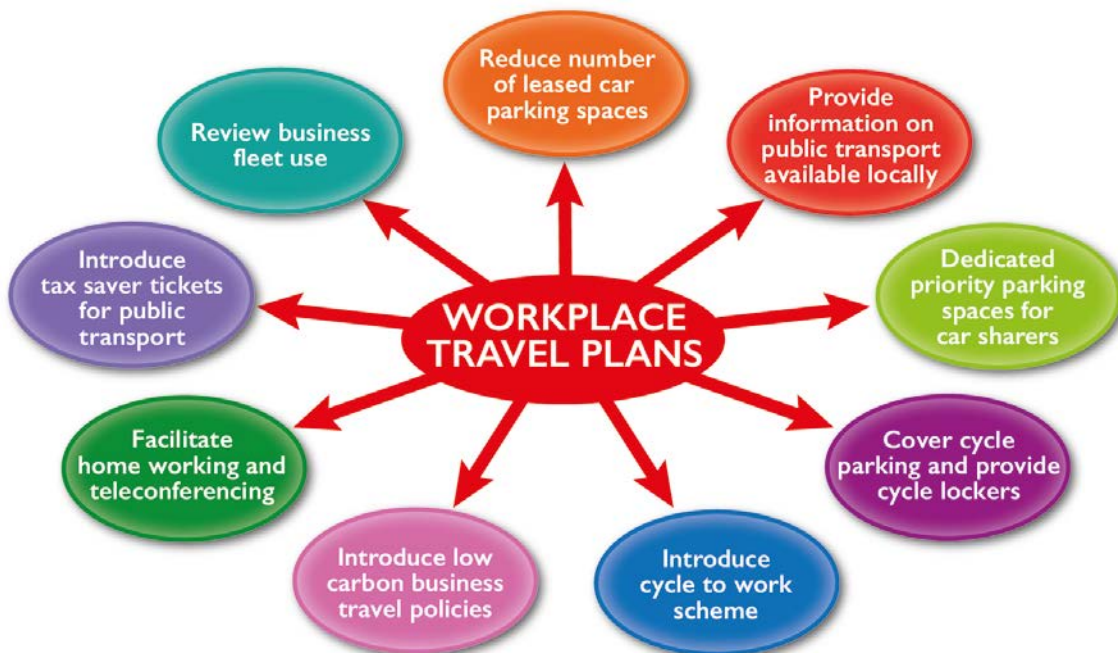 WORKPLACE
TRAVEL PLANS
Reduce number
of leased car
parking spaces
Provide
information on
public transport
available locally
Dedicated
priority parking
spaces for
car sharers
Cover cycle
parking and provide
cycle lockers
Introduce
cycle to work
scheme
Introduce low
carbon business
travel policies
Facilitate
home working and
teleconferencing
Introduce
tax saver tickets
for public
transport
Review business
fleet use